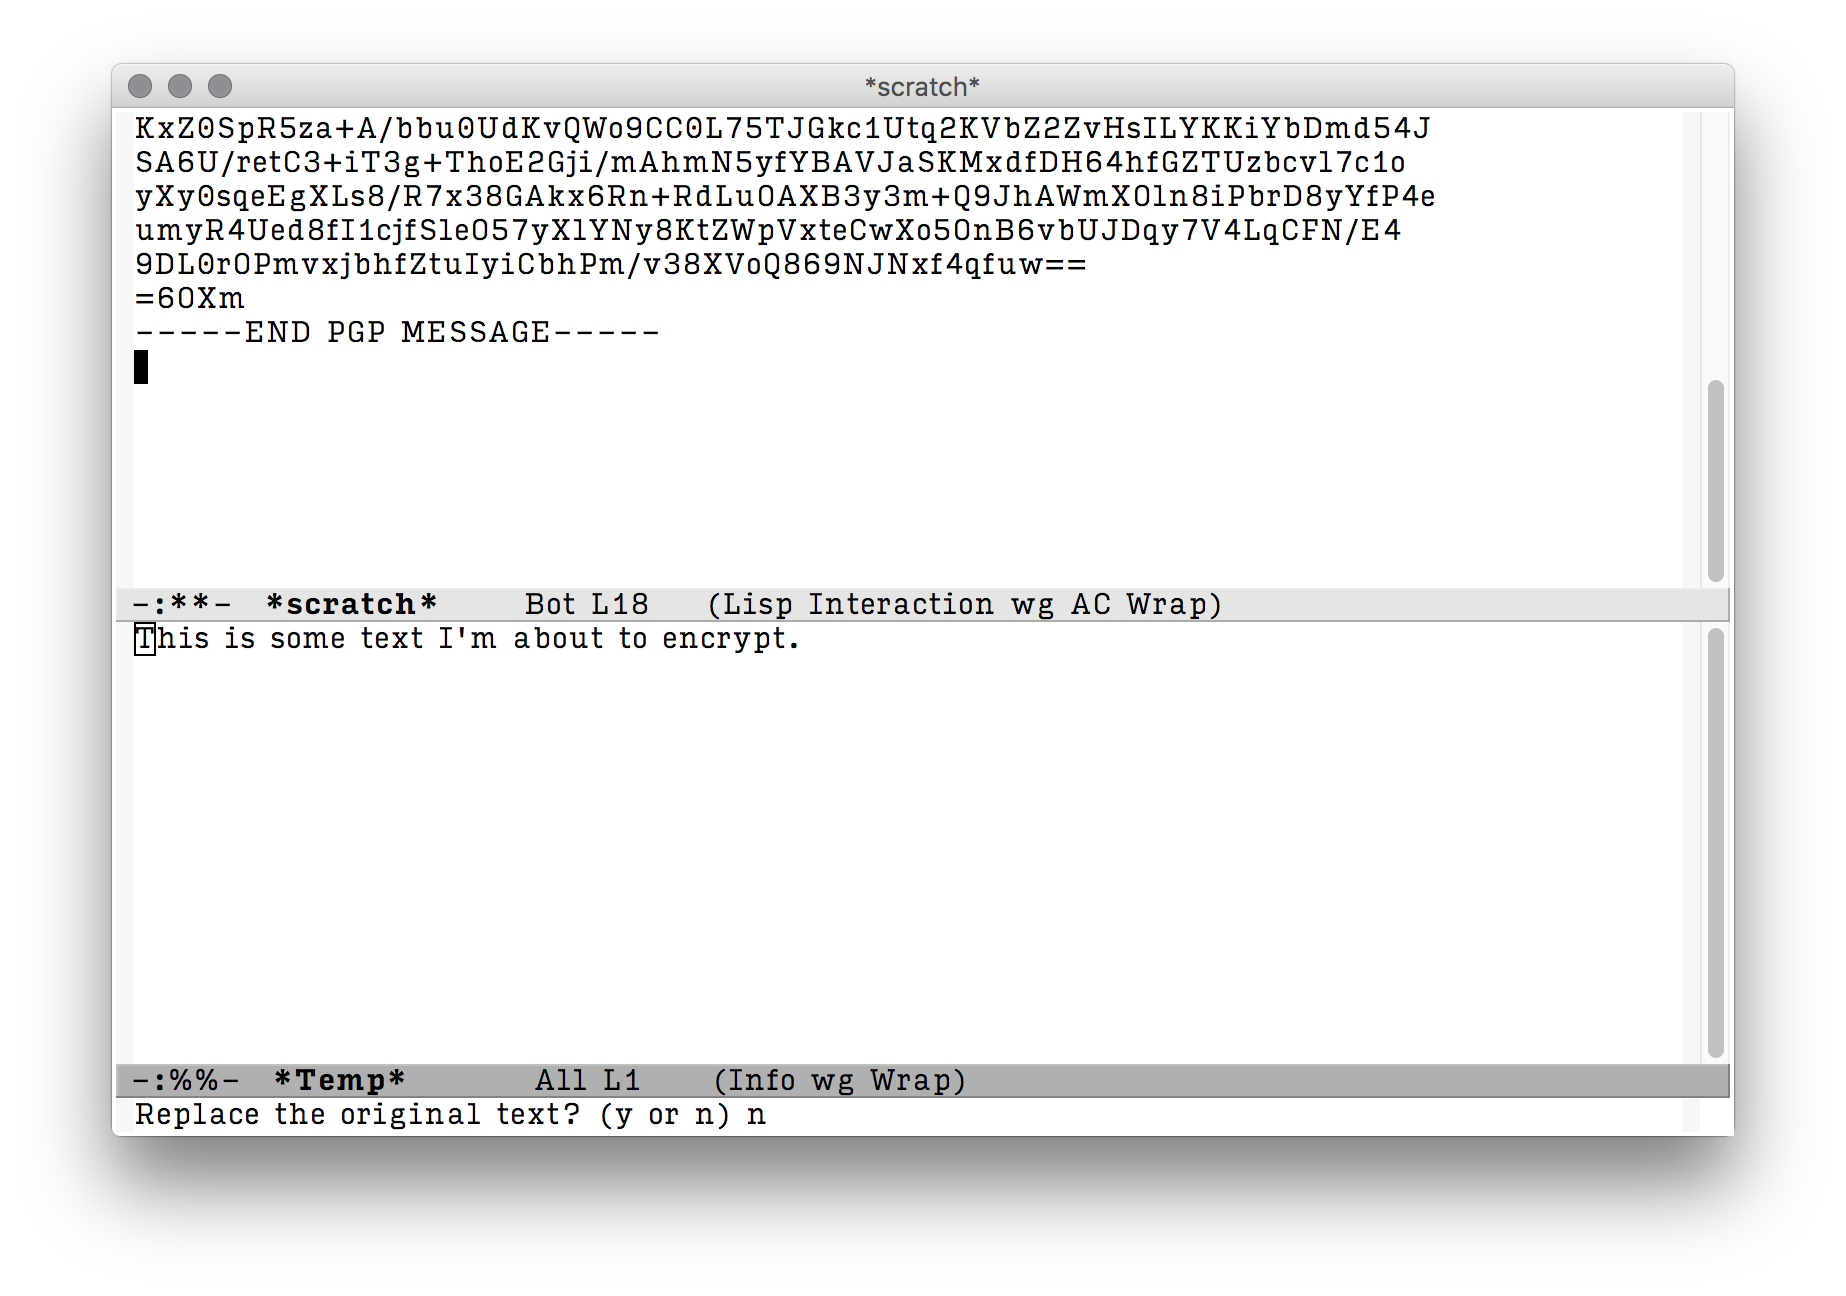 *scratch*
KxZ0SpR5za+A/bbu0UdKvQWo9CC0L75TJGkc1Utq2KVbZ2ZvHsILYKKiYbDmd54J
SA6U/retC3+iT3g+ThoE2Gji/mAhmN5yfYBAVJaSKMxdfDH64hfGZTUzbcvl7c1o
yXy0sqeEgXLs8/R7x38GAkx6Rn+RdLuOAXB3y3m+Q9JhAWmXOln8iPbrD8yYfP4e
umyR4Ued8fI1cjfSleO57yXlYNy8KtZWpVxteCwXo5OnB6vbUJDqy7V4LqCFN/E4
9DL0rOPmvxjbhfZtuIyiCbhPm/v38XVoQ869NJNxf4qfuw==
=6OXm
-----END PGP MESSAGE-----
-:**-  *scratch*      Bot L18    (Lisp Interaction wg AC Wrap)
This is some text I'm about to encrypt.
-:%%-  *Temp*         All L1     (Info wg Wrap)
Replace the original text? (y or n) n